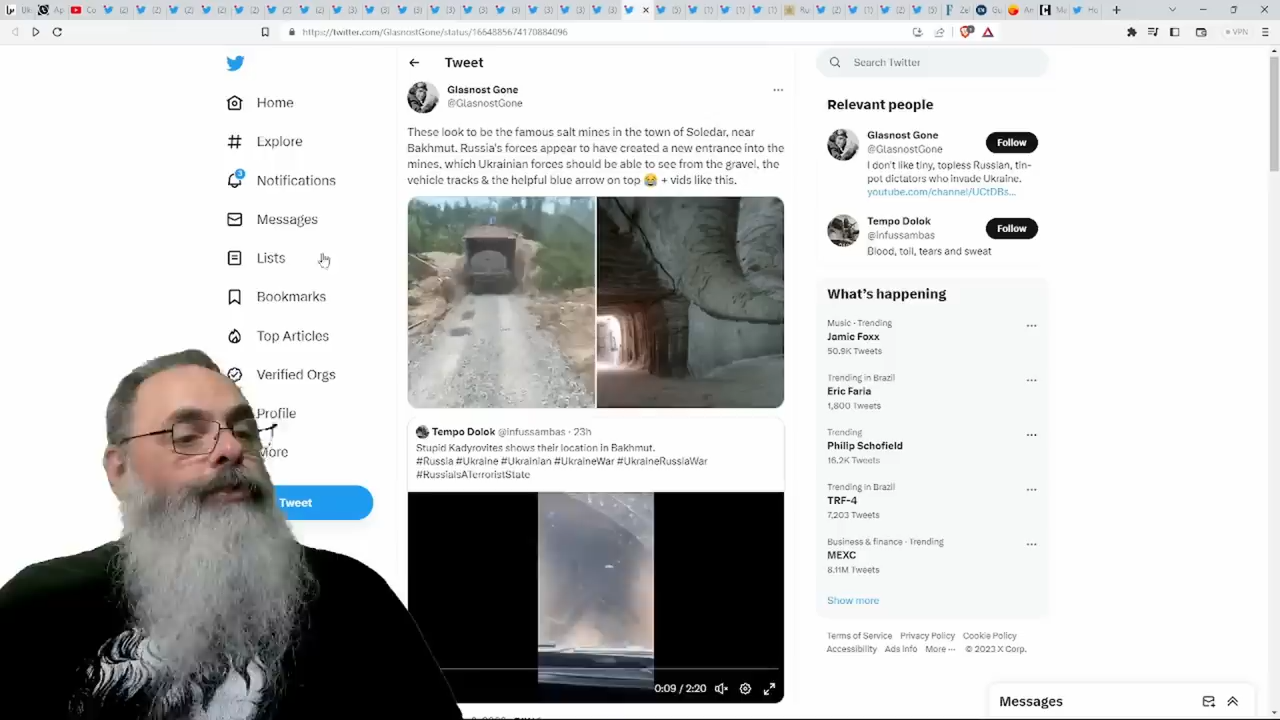 https://twitter.com/GlasnostGone/status/1664885674170884096
VPN
Home
Explore
3
Notifications
Messages
Lists
Bookmarks
Top Articles
Verified Orgs
Profile
More
Tweet
Tweet
Glasnost Gone
@GlasnostGone
These look to be the famous salt mines in the town of Soledar, near
Bakhmut. Russia's forces appear to have created a new entrance into the
mines, which Ukrainian forces should be able to see from the gravel, the
vehicle tracks & the helpful blue arrow on top 😂 + vids like this.
Tempo Dolok @infussambas · 23h
Stupid Kadyrovites shows their location in Bakhmut.
#Russia #Ukraine #Ukrainian #UkraineWar #UkraineRussiaWar
#RussiaIsATerroristState
0:09 / 2:20
Search Twitter
Relevant people
Glasnost Gone
@GlasnostGone
Follow
I don't like tiny, topless Russian, tin-
pot dictators who invade Ukraine.
youtube.com/channel/UCtDBs...
Tempo Dolok
@infussambas
Follow
Blood, toil, tears and sweat
What's happening
Music · Trending
Jamie Foxx
50.9K Tweets
Trending in Brazil
Eric Faria
1,800 Tweets
Trending
Philip Schofield
16.2K Tweets
Trending in Brazil
TRF-4
7,203 Tweets
Business & finance · Trending
MEXC
8.11M Tweets
Show more
Terms of Service Privacy Policy Cookie Policy
Accessibility Ads info More ··· © 2023 X Corp.
Messages